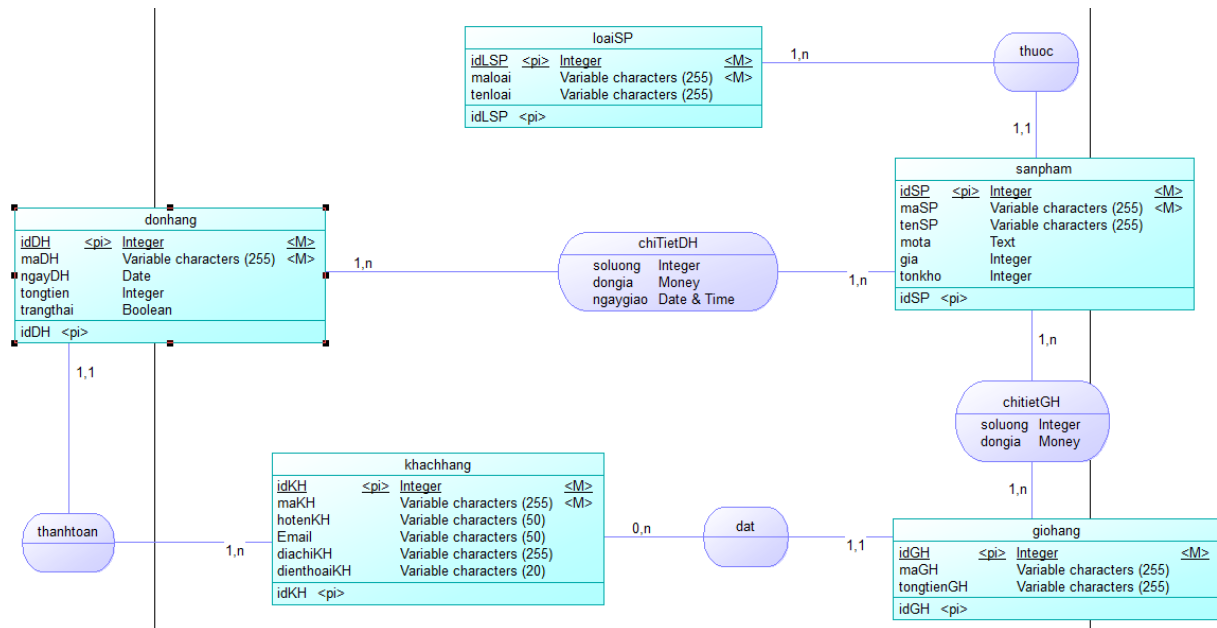 loaiSP
idLSP <pi> Integer <M>
maloai Variable characters (255) <M>
tenloai Variable characters (255)
idLSP <pi>
1,n
thuoc
1,1
sanpham
idSP <pi> Integer <M>
maSP Variable characters (255) <M>
tenSP Variable characters (255)
mota Text
gia Integer
tonkho Integer
idSP <pi>
donhang
idDH <pi> Integer <M>
maDH Variable characters (255) <M>
ngayDH Date
tongtien Integer
trangthai Boolean
idDH <pi>
1,n
chiTietDH
soluong Integer
dongia Money
ngaygiao Date & Time
1,n
1,1
1,n
chitietGH
soluong Integer
dongia Money
1,n
thanhtoan
1,n
khachhang
idKH <pi> Integer <M>
maKH Variable characters (255) <M>
hotenKH Variable characters (50)
Email Variable characters (50)
diachiKH Variable characters (255)
dienthoaiKH Variable characters (20)
idKH <pi>
0,n
dat
1,1
giohang
idGH <pi> Integer <M>
maGH Variable characters (255)
tongtienGH Variable characters (255)
idGH <pi>